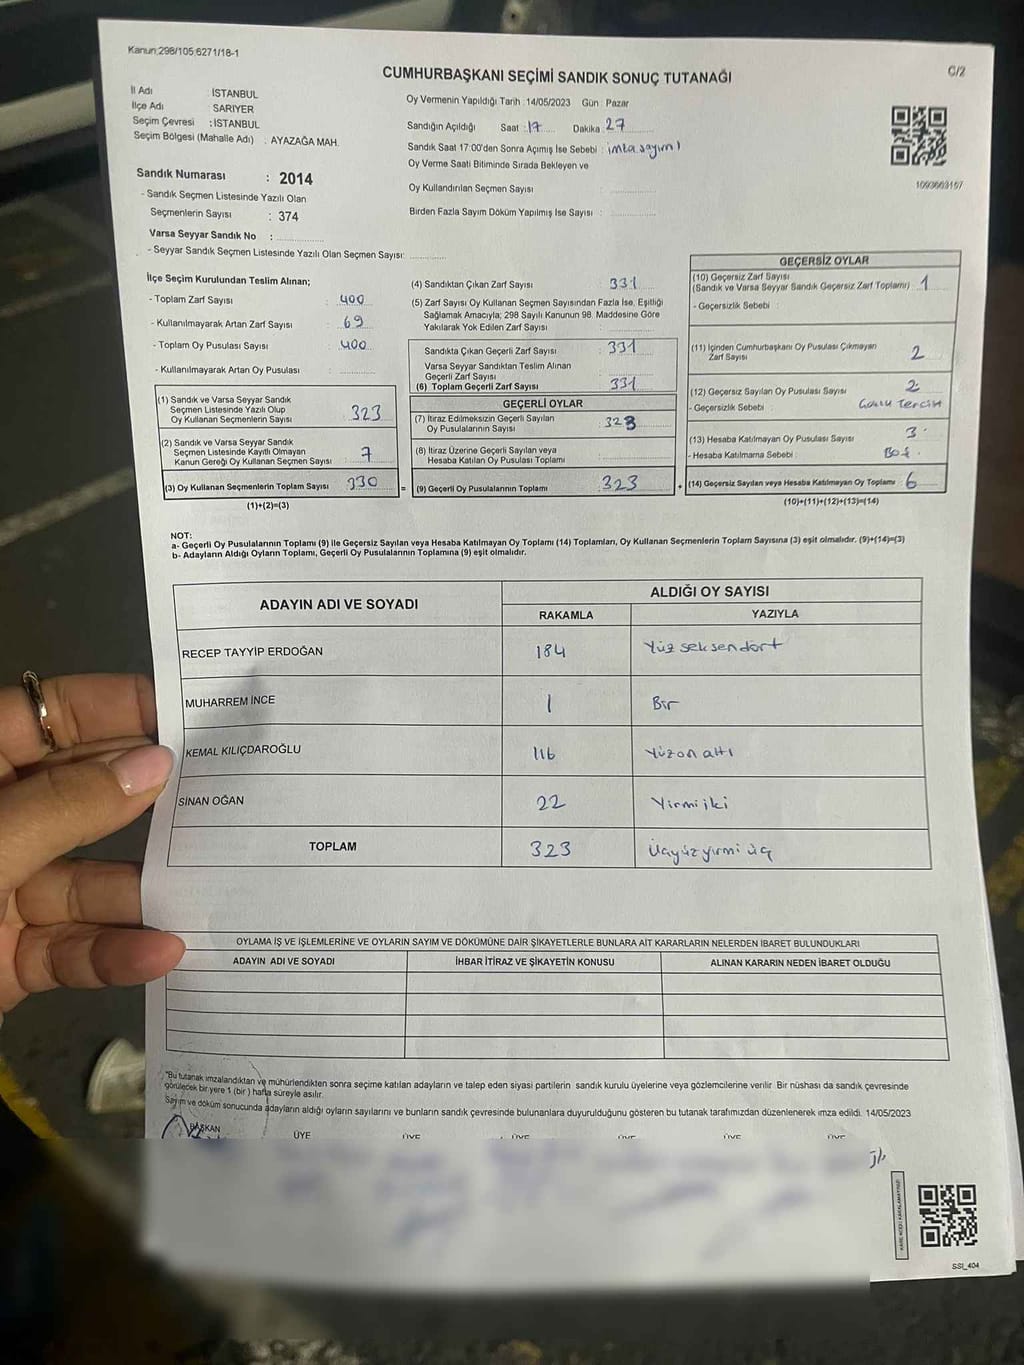 Kanun;298/105;6271/18-1
C/2
CUMHURBAŞKANI SEÇİMİ SANDIK SONUÇ TUTANAĞI
İl Adı : İSTANBUL
İlçe Adı : SARIYER
Seçim Çevresi : İSTANBUL
Seçim Bölgesi (Mahalle Adı) : AYAZAĞA MAH.
Oy Vermenin Yapıldığı Tarih : 14/05/2023 Gün : Pazar
Sandığın Açıldığı Saat : 17 Dakika : 27
Sandık Saat 17:00'den Sonra Açımış İse Sebebi : imza sayımı
Oy Verme Saati Bitiminde Sırada Bekleyen ve
Oy Kullandırılan Seçmen Sayısı :
Birden Fazla Sayım Döküm Yapılmış İse Sayısı :
1093663157
Sandık Numarası : 2014
- Sandık Seçmen Listesinde Yazılı Olan
Seçmenlerin Sayısı : 374
Varsa Seyyar Sandık No :
- Seyyar Sandık Seçmen Listesinde Yazılı Olan Seçmen Sayısı:
İlçe Seçim Kurulundan Teslim Alınan;
- Toplam Zarf Sayısı : 400
- Kullanılmayarak Artan Zarf Sayısı : 69
- Toplam Oy Pusulası Sayısı : 400
- Kullanılmayarak Artan Oy Pusulası :
(1) Sandık ve Varsa Seyyar Sandık
Seçmen Listesinde Yazılı Olup
Oy Kullanan Seçmenlerin Sayısı : 323
(2) Sandık ve Varsa Seyyar Sandık
Seçmen Listesinde Kayıtlı Olmayan
Kanun Gereği Oy Kullanan Seçmen Sayısı : 7
(3) Oy Kullanan Seçmenlerin Toplam Sayısı : 330
(1)+(2)=(3)
(4) Sandıktan Çıkan Zarf Sayısı : 331
(5) Zarf Sayısı Oy Kullanan Seçmen Sayısından Fazla İse, Eşitliği
Sağlamak Amacıyla; 298 Sayılı Kanunun 98. Maddesine Göre
Yakılarak Yok Edilen Zarf Sayısı :
Sandıkta Çıkan Geçerli Zarf Sayısı : 331
Varsa Seyyar Sandıktan Teslim Alınan
Geçerli Zarf Sayısı :
(6) Toplam Geçerli Zarf Sayısı : 331
GEÇERLİ OYLAR
(7) İtiraz Edilmeksizin Geçerli Sayılan
Oy Pusulalarının Sayısı : 323
(8) İtiraz Üzerine Geçerli Sayılan veya
Hesaba Katılan Oy Pusulası Toplamı :
= (9) Geçerli Oy Pusulalarının Toplamı : 323
GEÇERSİZ OYLAR
(10) Geçersiz Zarf Sayısı
(Sandık ve Varsa Seyyar Sandık Geçersiz Zarf Toplamı) : 1
- Geçersizlik Sebebi :
(11) İçinden Cumhurbaşkanı Oy Pusulası Çıkmayan
Zarf Sayısı : 2
(12) Geçersiz Sayılan Oy Pusulası Sayısı : 2
- Geçersizlik Sebebi : Çoklu Tercih
(13) Hesaba Katılmayan Oy Pusulası Sayısı : 3
- Hesaba Katılmama Sebebi : Boş
+ (14) Geçersiz Sayılan veya Hesaba Katılmayan Oy Toplamı : 6
(10)+(11)+(12)+(13)=(14)
NOT:
a- Geçerli Oy Pusulalarının Toplamı (9) ile Geçersiz Sayılan veya Hesaba Katılmayan Oy Toplamı (14) Toplamları, Oy Kullanan Seçmenlerin Toplam Sayısına (3) eşit olmalıdır. (9)+(14)=(3)
b- Adayların Aldığı Oyların Toplamı, Geçerli Oy Pusulalarının Toplamına (9) eşit olmalıdır.
ADAYIN ADI VE SOYADI
ALDIĞI OY SAYISI
RAKAMLA YAZIYLA
RECEP TAYYİP ERDOĞAN 184 Yüz seksendört
MUHARREM İNCE 1 Bir
KEMAL KILIÇDAROĞLU 116 Yüzon altı
SİNAN OĞAN 22 Yirmi iki
TOPLAM 323 Üçyüz yirmi üç
OYLAMA İŞ VE İŞLEMLERİNE VE OYLARIN SAYIM VE DÖKÜMÜNE DAİR ŞİKAYETLERLE BUNLARA AİT KARARLARIN NELERDEN İBARET BULUNDUKLARI
ADAYIN ADI VE SOYADI İHBAR İTİRAZ VE ŞİKAYETİN KONUSU ALINAN KARARIN NEDEN İBARET OLDUĞU
"Bu tutanak imzalandıktan ve mühürlendikten sonra seçime katılan adayların ve talep eden siyasi partilerin sandık kurulu üyelerine veya gözlemcilerine verilir. Bir nüshası da sandık çevresinde
görülecek bir yere 1 (bir) hafta süreyle asılır.
Sayım ve döküm sonucunda adayların aldığı oyların sayılarını ve bunların sandık çevresinde bulunanlara duyurulduğunu gösteren bu tutanak tarafımızdan düzenlenerek imza edildi. 14/05/2023
BAŞKAN ÜYE ÜYE ÜYE ÜYE ÜYE ÜYE
SSİ_404